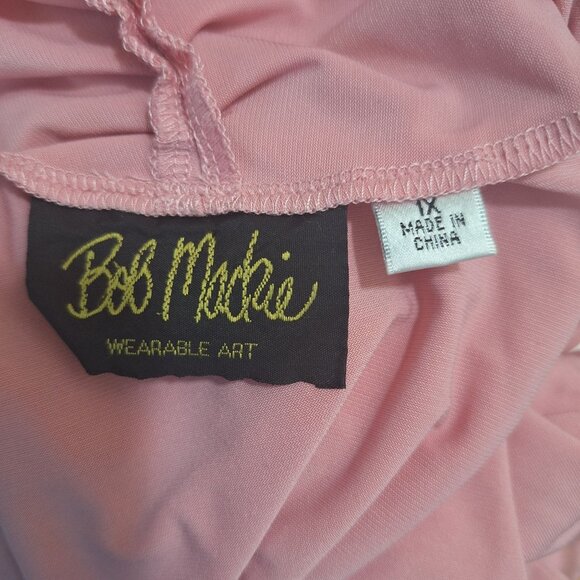 Bob Mackie
WEARABLE ART
1X
MADE IN
CHINA